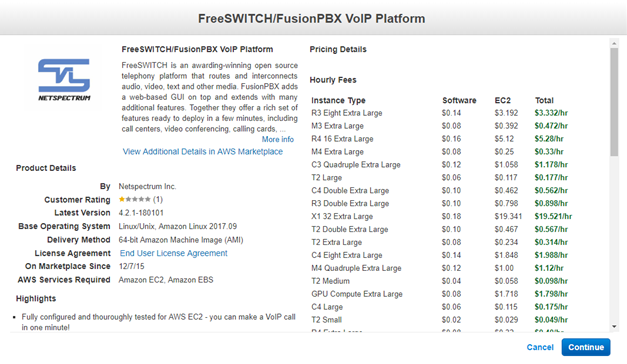 FreeSWITCH/FusionPBX VoIP Platform
NETSPECTRUM
FreeSWITCH/FusionPBX VoIP Platform
FreeSWITCH is an awarding-winning open source
telephony platform that routes and interconnects
audio, video, text and other media. FusionPBX adds
a web-based GUI on top and extends with many
additional features. Together they offer a rich set of
features ready to deploy in a few minutes, including
call centers, video conferencing, calling cards, ...
More info
View Additional Details in AWS Marketplace
Product Details
By Netspectrum Inc.
Customer Rating (1)
Latest Version 4.2.1-180101
Base Operating System Linux/Unix, Amazon Linux 2017.09
Delivery Method 64-bit Amazon Machine Image (AMI)
License Agreement End User License Agreement
On Marketplace Since 12/7/15
AWS Services Required Amazon EC2, Amazon EBS
Highlights
• Fully configured and thouroughly tested for AWS EC2 - you can make a VoIP call
in one minute!
Pricing Details
Hourly Fees
Instance Type Software EC2 Total
R3 Eight Extra Large $0.14 $3.192 $3.332/hr
M3 Extra Large $0.08 $0.392 $0.472/hr
R4 16 Extra Large $0.16 $5.12 $5.28/hr
M4 Extra Large $0.08 $0.25 $0.33/hr
C3 Quadruple Extra Large $0.12 $1.058 $1.178/hr
T2 Large $0.06 $0.117 $0.177/hr
C4 Double Extra Large $0.10 $0.462 $0.562/hr
R3 Double Extra Large $0.10 $0.798 $0.898/hr
X1 32 Extra Large $0.18 $19.341 $19.521/hr
T2 Double Extra Large $0.10 $0.467 $0.567/hr
T2 Extra Large $0.08 $0.234 $0.314/hr
C4 Eight Extra Large $0.14 $1.848 $1.988/hr
M4 Quadruple Extra Large $0.12 $1.00 $1.12/hr
T2 Medium $0.04 $0.058 $0.098/hr
GPU Compute Extra Large $0.08 $1.718 $1.798/hr
C4 Large $0.06 $0.115 $0.175/hr
T2 Small $0.02 $0.029 $0.049/hr
Cancel Continue